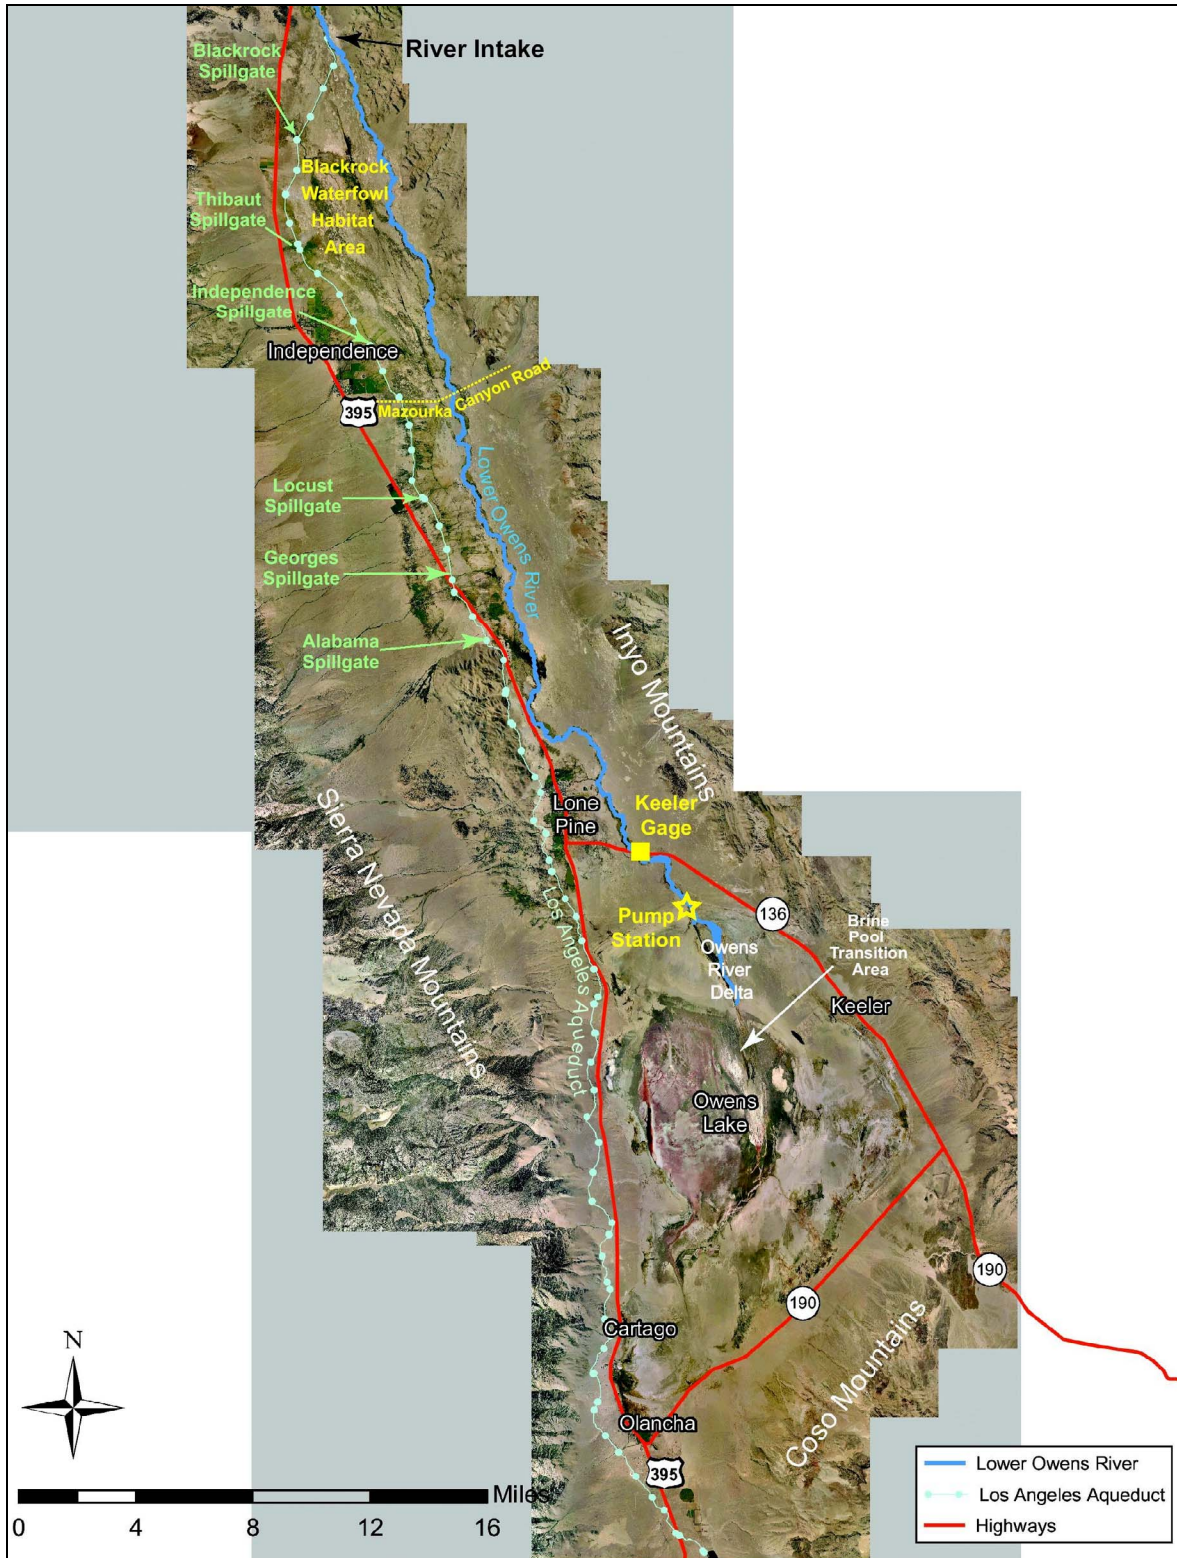 River Intake
Blackrock
Spillgate
Blackrock
Waterfowl
Habitat
Area
Thibaut
Spillgate
Independence
Spillgate
Independence
Mazourka Canyon Road
395
Lower Owens River
Locust
Spillgate
Georges
Spillgate
Alabama
Spillgate
Inyo Mountains
Sierra Nevada Mountains
Lone
Pine
Keeler
Gage
136
Pump
Station
Brine
Pool
Transition
Area
Owens
River
Delta
Los Angeles Aqueduct
Keeler
Owens
Lake
190
190
Cartago
Coso Mountains
Olancha
395
N
Miles
0 4 8 12 16
Lower Owens River
Los Angeles Aqueduct
Highways